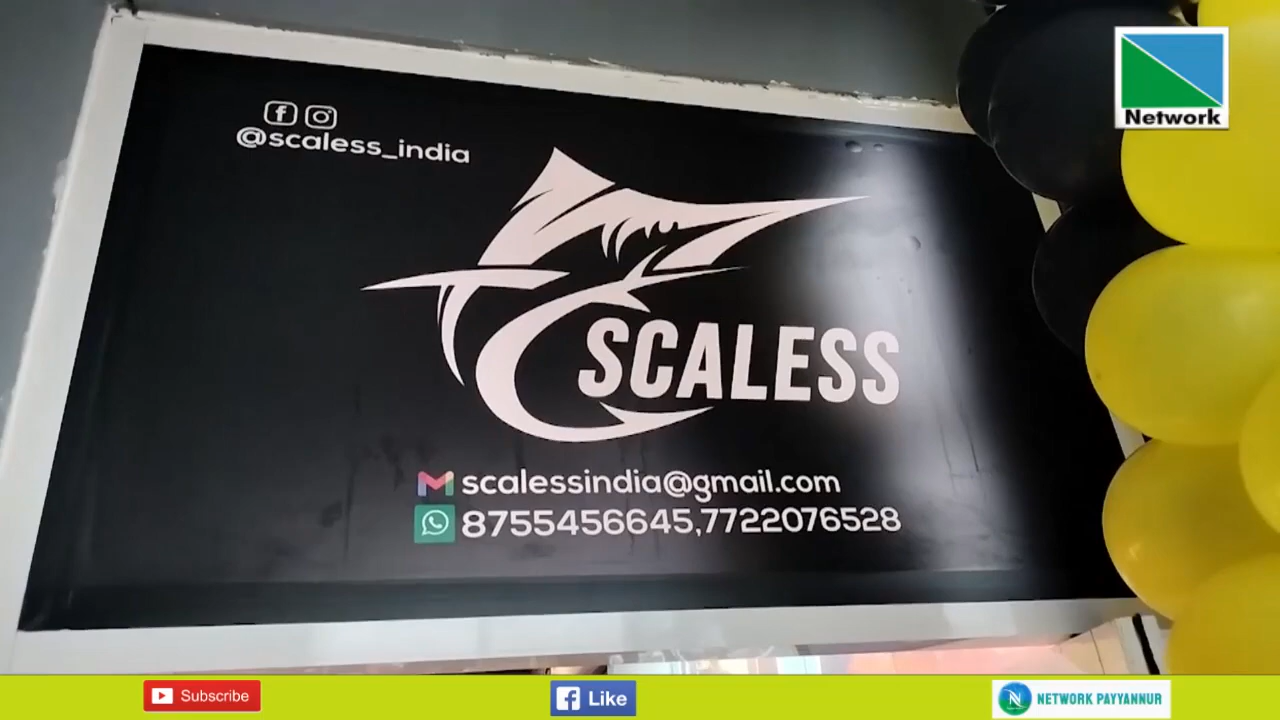 Network
@scaless_india
SCALESS
scalessindia@gmail.com
8755456645,7722076528
Subscribe
Like
NETWORK PAYYANNUR